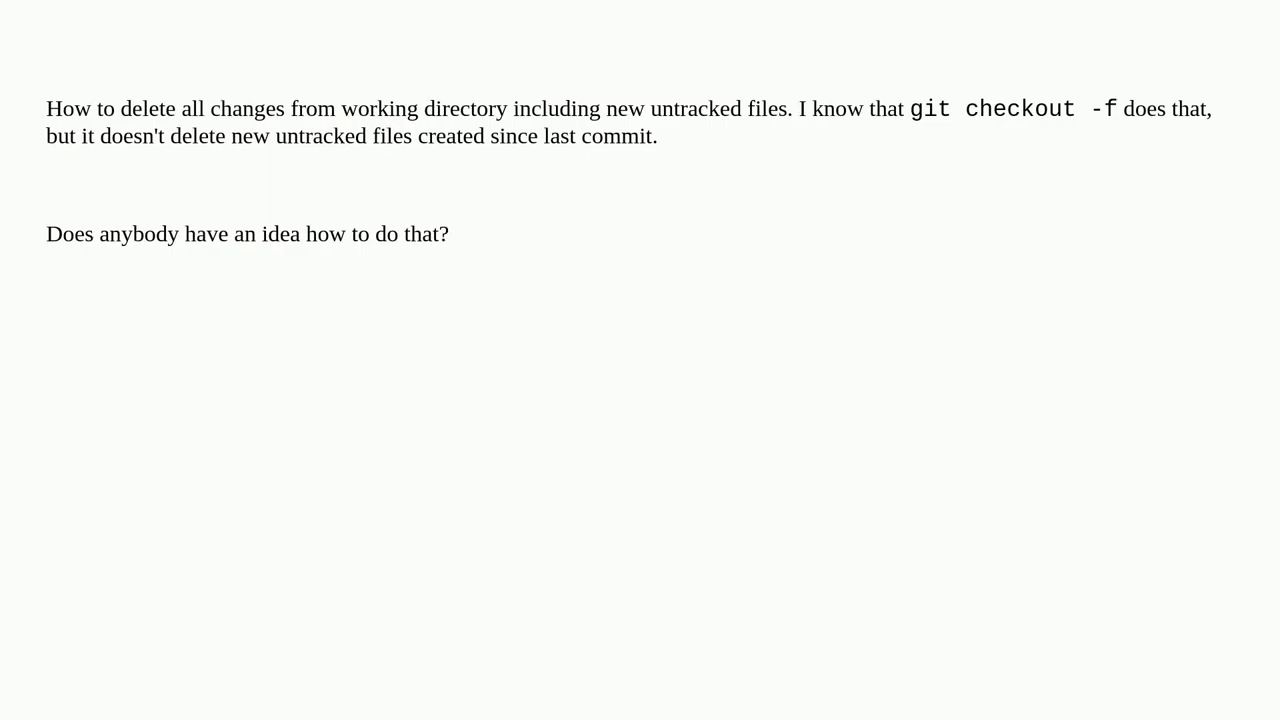 How to delete all changes from working directory including new untracked files. I know that git checkout -f does that,
but it doesn't delete new untracked files created since last commit.
Does anybody have an idea how to do that?